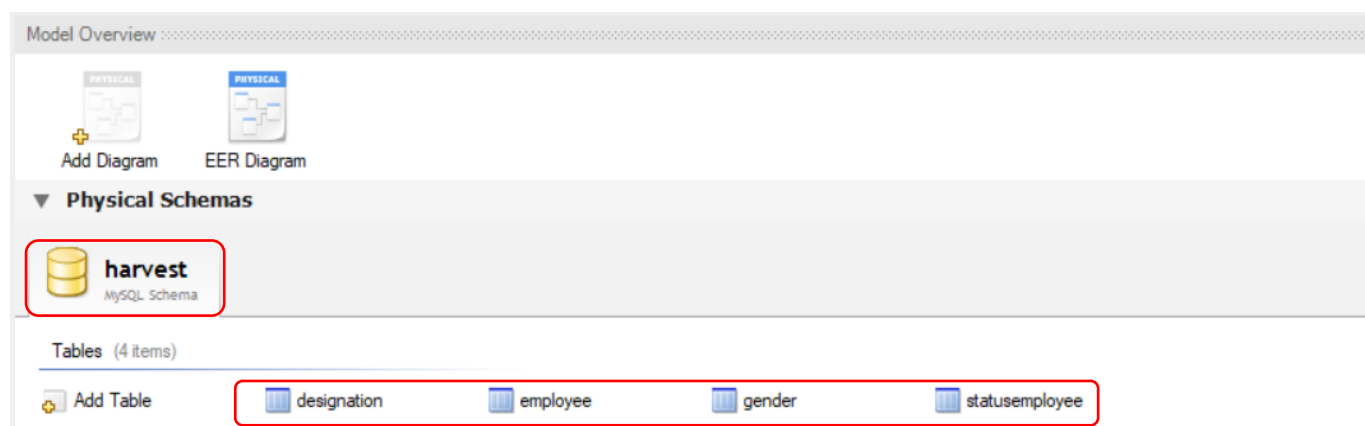 Model Overview
PHYSICAL PHYSICAL
Add Diagram EER Diagram
Physical Schemas
harvest
MySQL Schema
Tables (4 items)
Add Table designation employee gender statusemployee